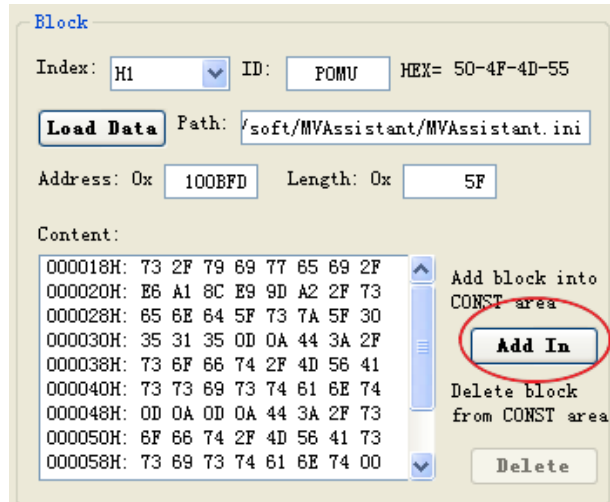 Block
Index: H1 ID: POMU HEX= 50-4F-4D-55
Load Data Path: /soft/MVAssistant/MVAssistant.ini
Address: 0x 100BFD Length: 0x 5F
Content:
000018H: 73 2F 79 69 77 65 69 2F
000020H: E6 A1 8C E9 9D A2 2F 73
000028H: 65 6E 64 5F 73 7A 5F 30
000030H: 35 31 35 0D 0A 44 3A 2F
000038H: 73 6F 66 74 2F 4D 56 41
000040H: 73 73 69 73 74 61 6E 74
000048H: 0D 0A 0D 0A 44 3A 2F 73
000050H: 6F 66 74 2F 4D 56 41 73
000058H: 73 69 73 74 61 6E 74 00
Add block into
CONST area
Add In
Delete block
from CONST area
Delete